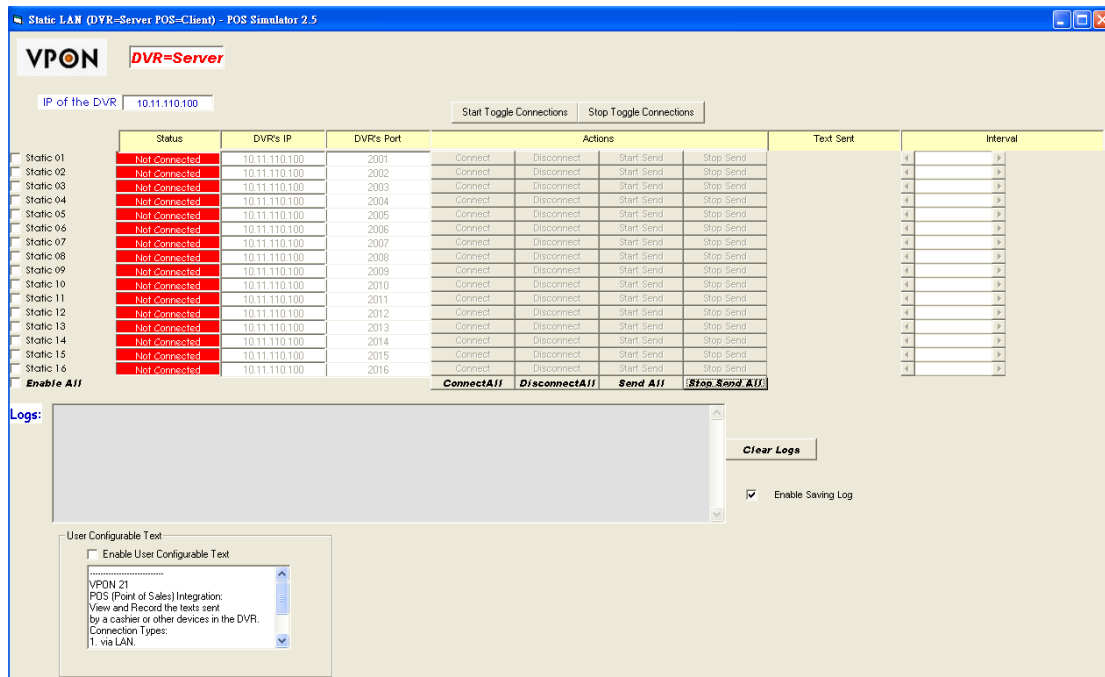 Static LAN (DVR=Server POS=Client) - POS Simulator 2.5
VPON DVR=Server
IP of the DVR 10.11.110.100
Start Toggle Connections Stop Toggle Connections
Status DVR's IP DVR's Port Actions Text Sent Interval
Static 01 Not Connected 10.11.110.100 2001 Connect Disconnect Start Send Stop Send
Static 02 Not Connected 10.11.110.100 2002 Connect Disconnect Start Send Stop Send
Static 03 Not Connected 10.11.110.100 2003 Connect Disconnect Start Send Stop Send
Static 04 Not Connected 10.11.110.100 2004 Connect Disconnect Start Send Stop Send
Static 05 Not Connected 10.11.110.100 2005 Connect Disconnect Start Send Stop Send
Static 06 Not Connected 10.11.110.100 2006 Connect Disconnect Start Send Stop Send
Static 07 Not Connected 10.11.110.100 2007 Connect Disconnect Start Send Stop Send
Static 08 Not Connected 10.11.110.100 2008 Connect Disconnect Start Send Stop Send
Static 09 Not Connected 10.11.110.100 2009 Connect Disconnect Start Send Stop Send
Static 10 Not Connected 10.11.110.100 2010 Connect Disconnect Start Send Stop Send
Static 11 Not Connected 10.11.110.100 2011 Connect Disconnect Start Send Stop Send
Static 12 Not Connected 10.11.110.100 2012 Connect Disconnect Start Send Stop Send
Static 13 Not Connected 10.11.110.100 2013 Connect Disconnect Start Send Stop Send
Static 14 Not Connected 10.11.110.100 2014 Connect Disconnect Start Send Stop Send
Static 15 Not Connected 10.11.110.100 2015 Connect Disconnect Start Send Stop Send
Static 16 Not Connected 10.11.110.100 2016 Connect Disconnect Start Send Stop Send
Enable All ConnectAll DisconnectAll Send All Stop Send All
Logs:
Clear Logs
Enable Saving Log
User Configurable Text
Enable User Configurable Text
----------------------------
VPON 21
POS (Point of Sales) Integration:
View and Record the texts sent
by a cashier or other devices in the DVR.
Connection Types:
1. via LAN.